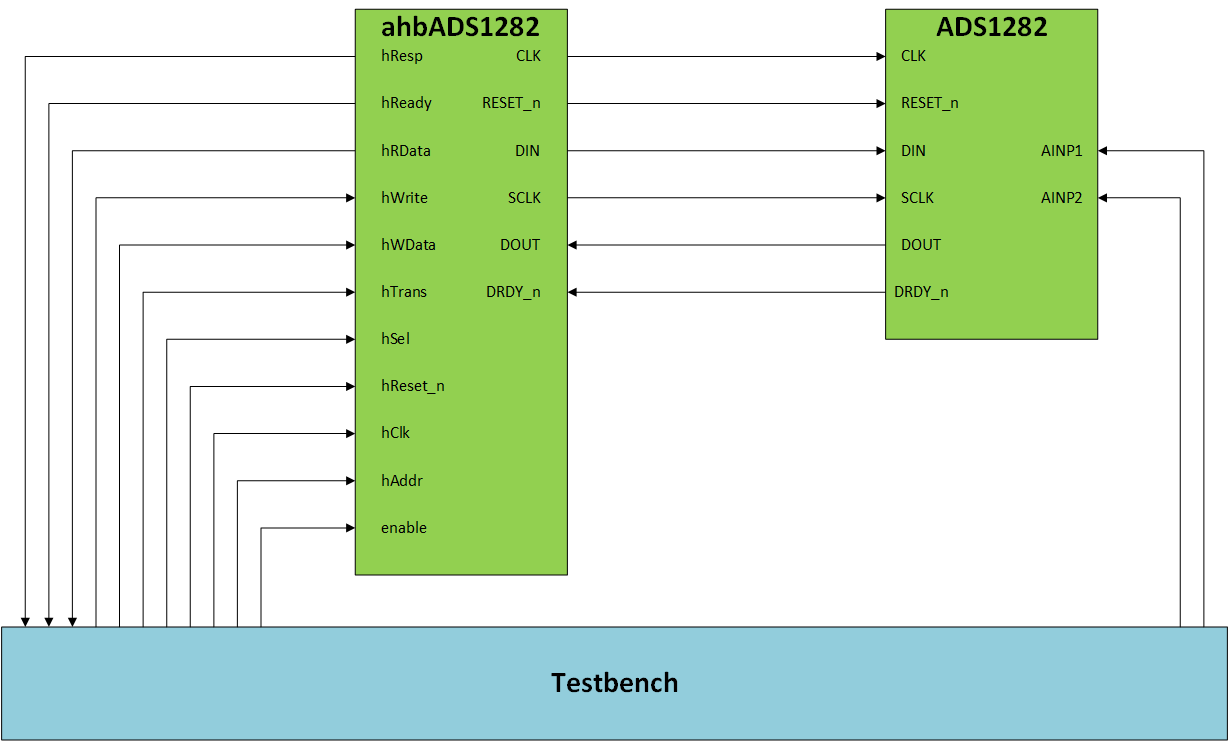 ahbADS1282
ADS1282
hResp CLK
CLK
hReady RESET_n
RESET_n
hRData DIN
DIN AINP1
hWrite SCLK
SCLK AINP2
hWData DOUT
DOUT
hTrans DRDY_n
DRDY_n
hSel
hReset_n
hClk
hAddr
enable
Testbench